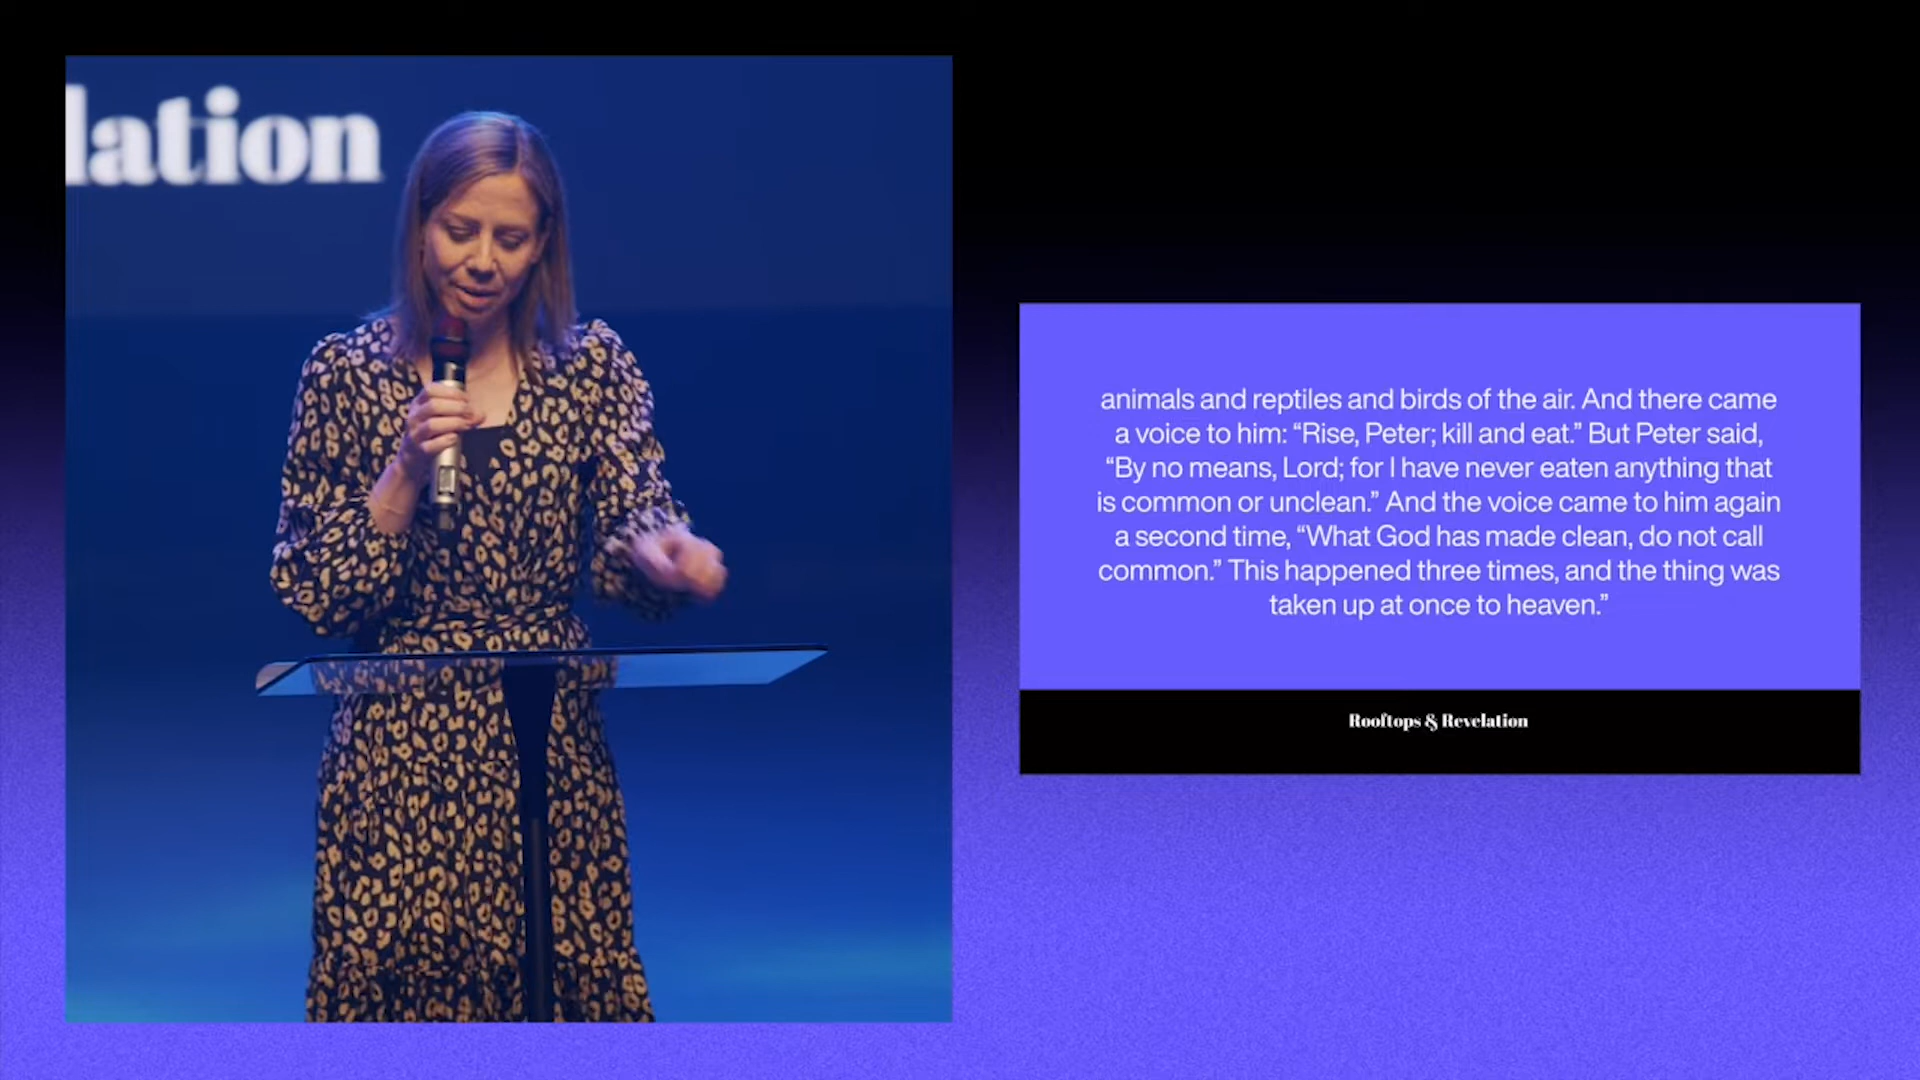 lation
animals and reptiles and birds of the air. And there came
a voice to him: “Rise, Peter; kill and eat.” But Peter said,
“By no means, Lord; for I have never eaten anything that
is common or unclean.” And the voice came to him again
a second time, “What God has made clean, do not call
common.” This happened three times, and the thing was
taken up at once to heaven.”
Rooftops & Revelation